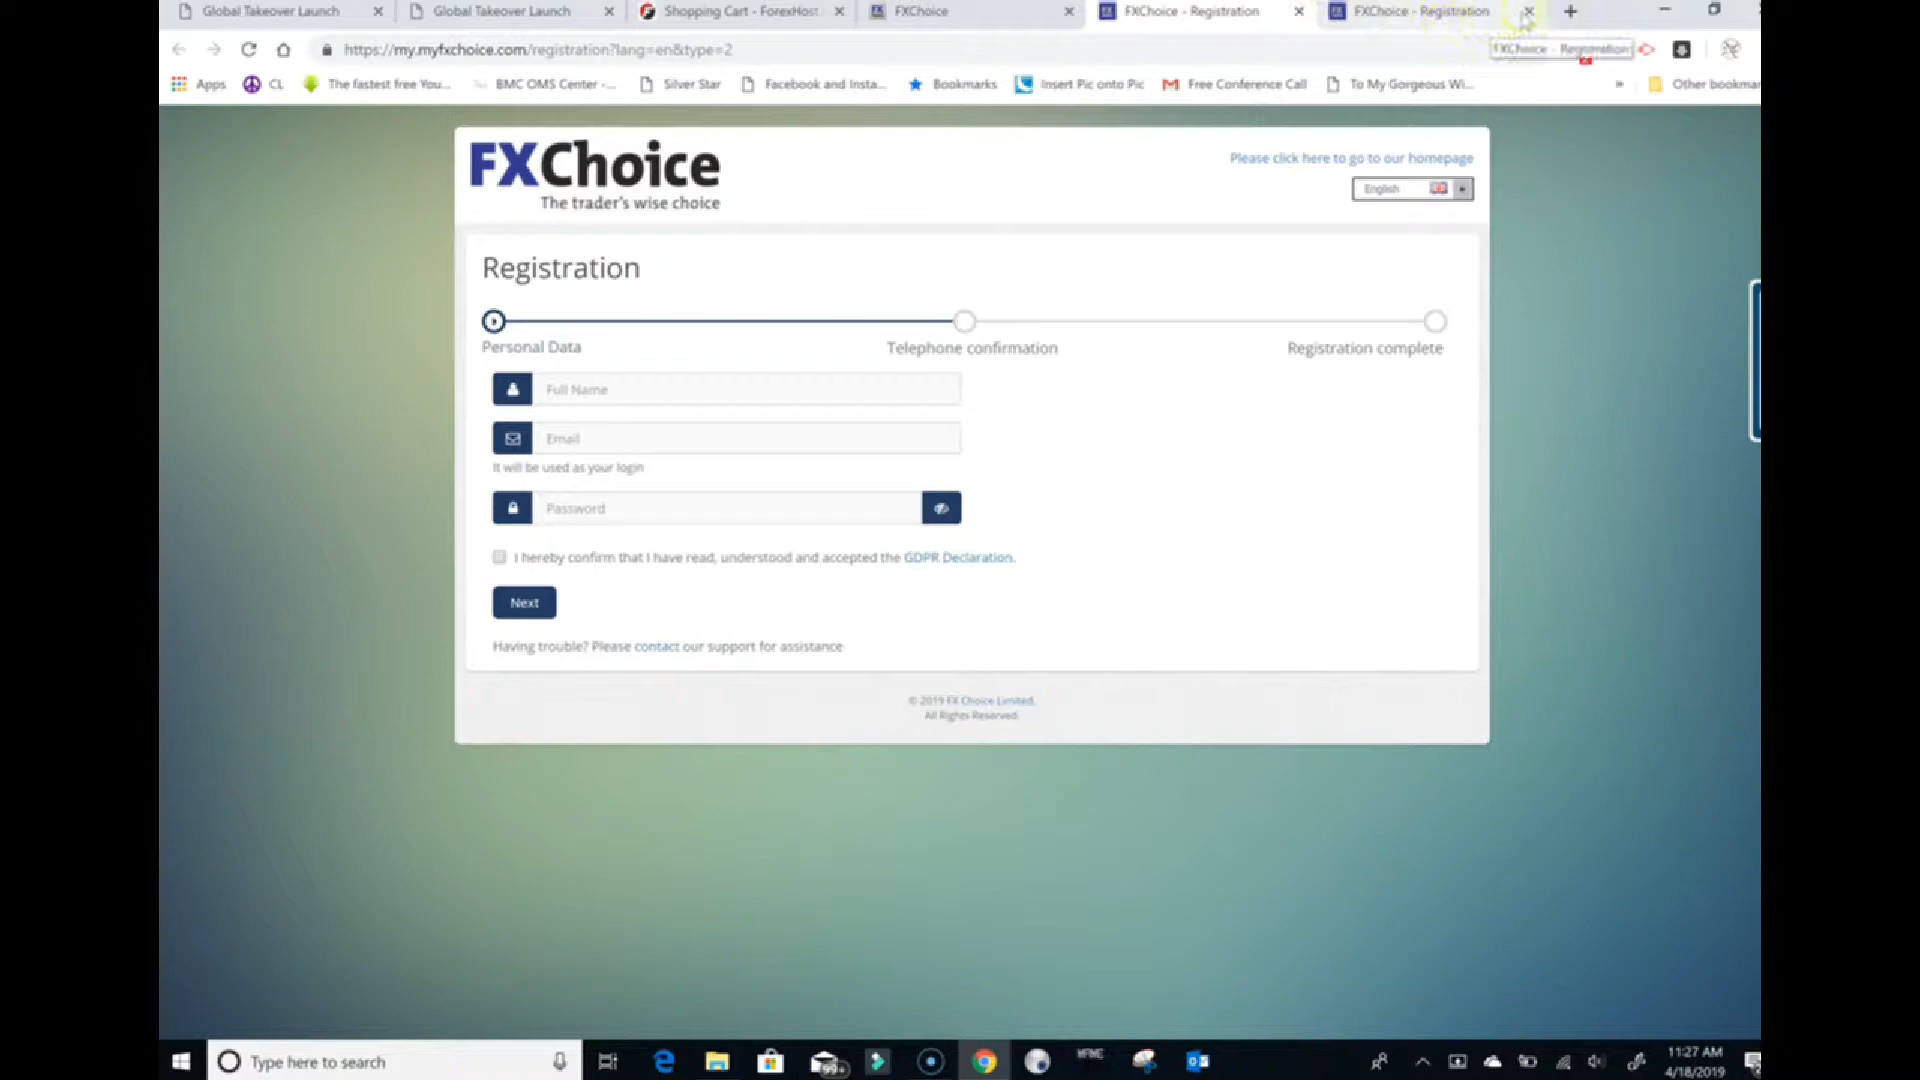 Global Takeover Launch
Global Takeover Launch
Shopping Cart - ForexHost
FXChoice
FXChoice - Registration
FXChoice - Registration
https://my.myfxchoice.com/registration?lang=en&type=2
FXChoice - Registration
Apps
CL
The fastest free You...
BMC OMS Center -...
Silver Star
Facebook and Insta...
Bookmarks
Insert Pic onto Pic
Free Conference Call
To My Gorgeous Wi...
»
Other bookmar
FXChoice
The trader's wise choice
Please click here to go to our homepage
English
Registration
Personal Data
Telephone confirmation
Registration complete
Full Name
Email
It will be used as your login
Password
I hereby confirm that I have read, understood and accepted the GDPR Declaration.
Next
Having trouble? Please contact our support for assistance
© 2019 FX Choice Limited.
All Rights Reserved.
Type here to search
99+
11:27 AM
4/18/2019